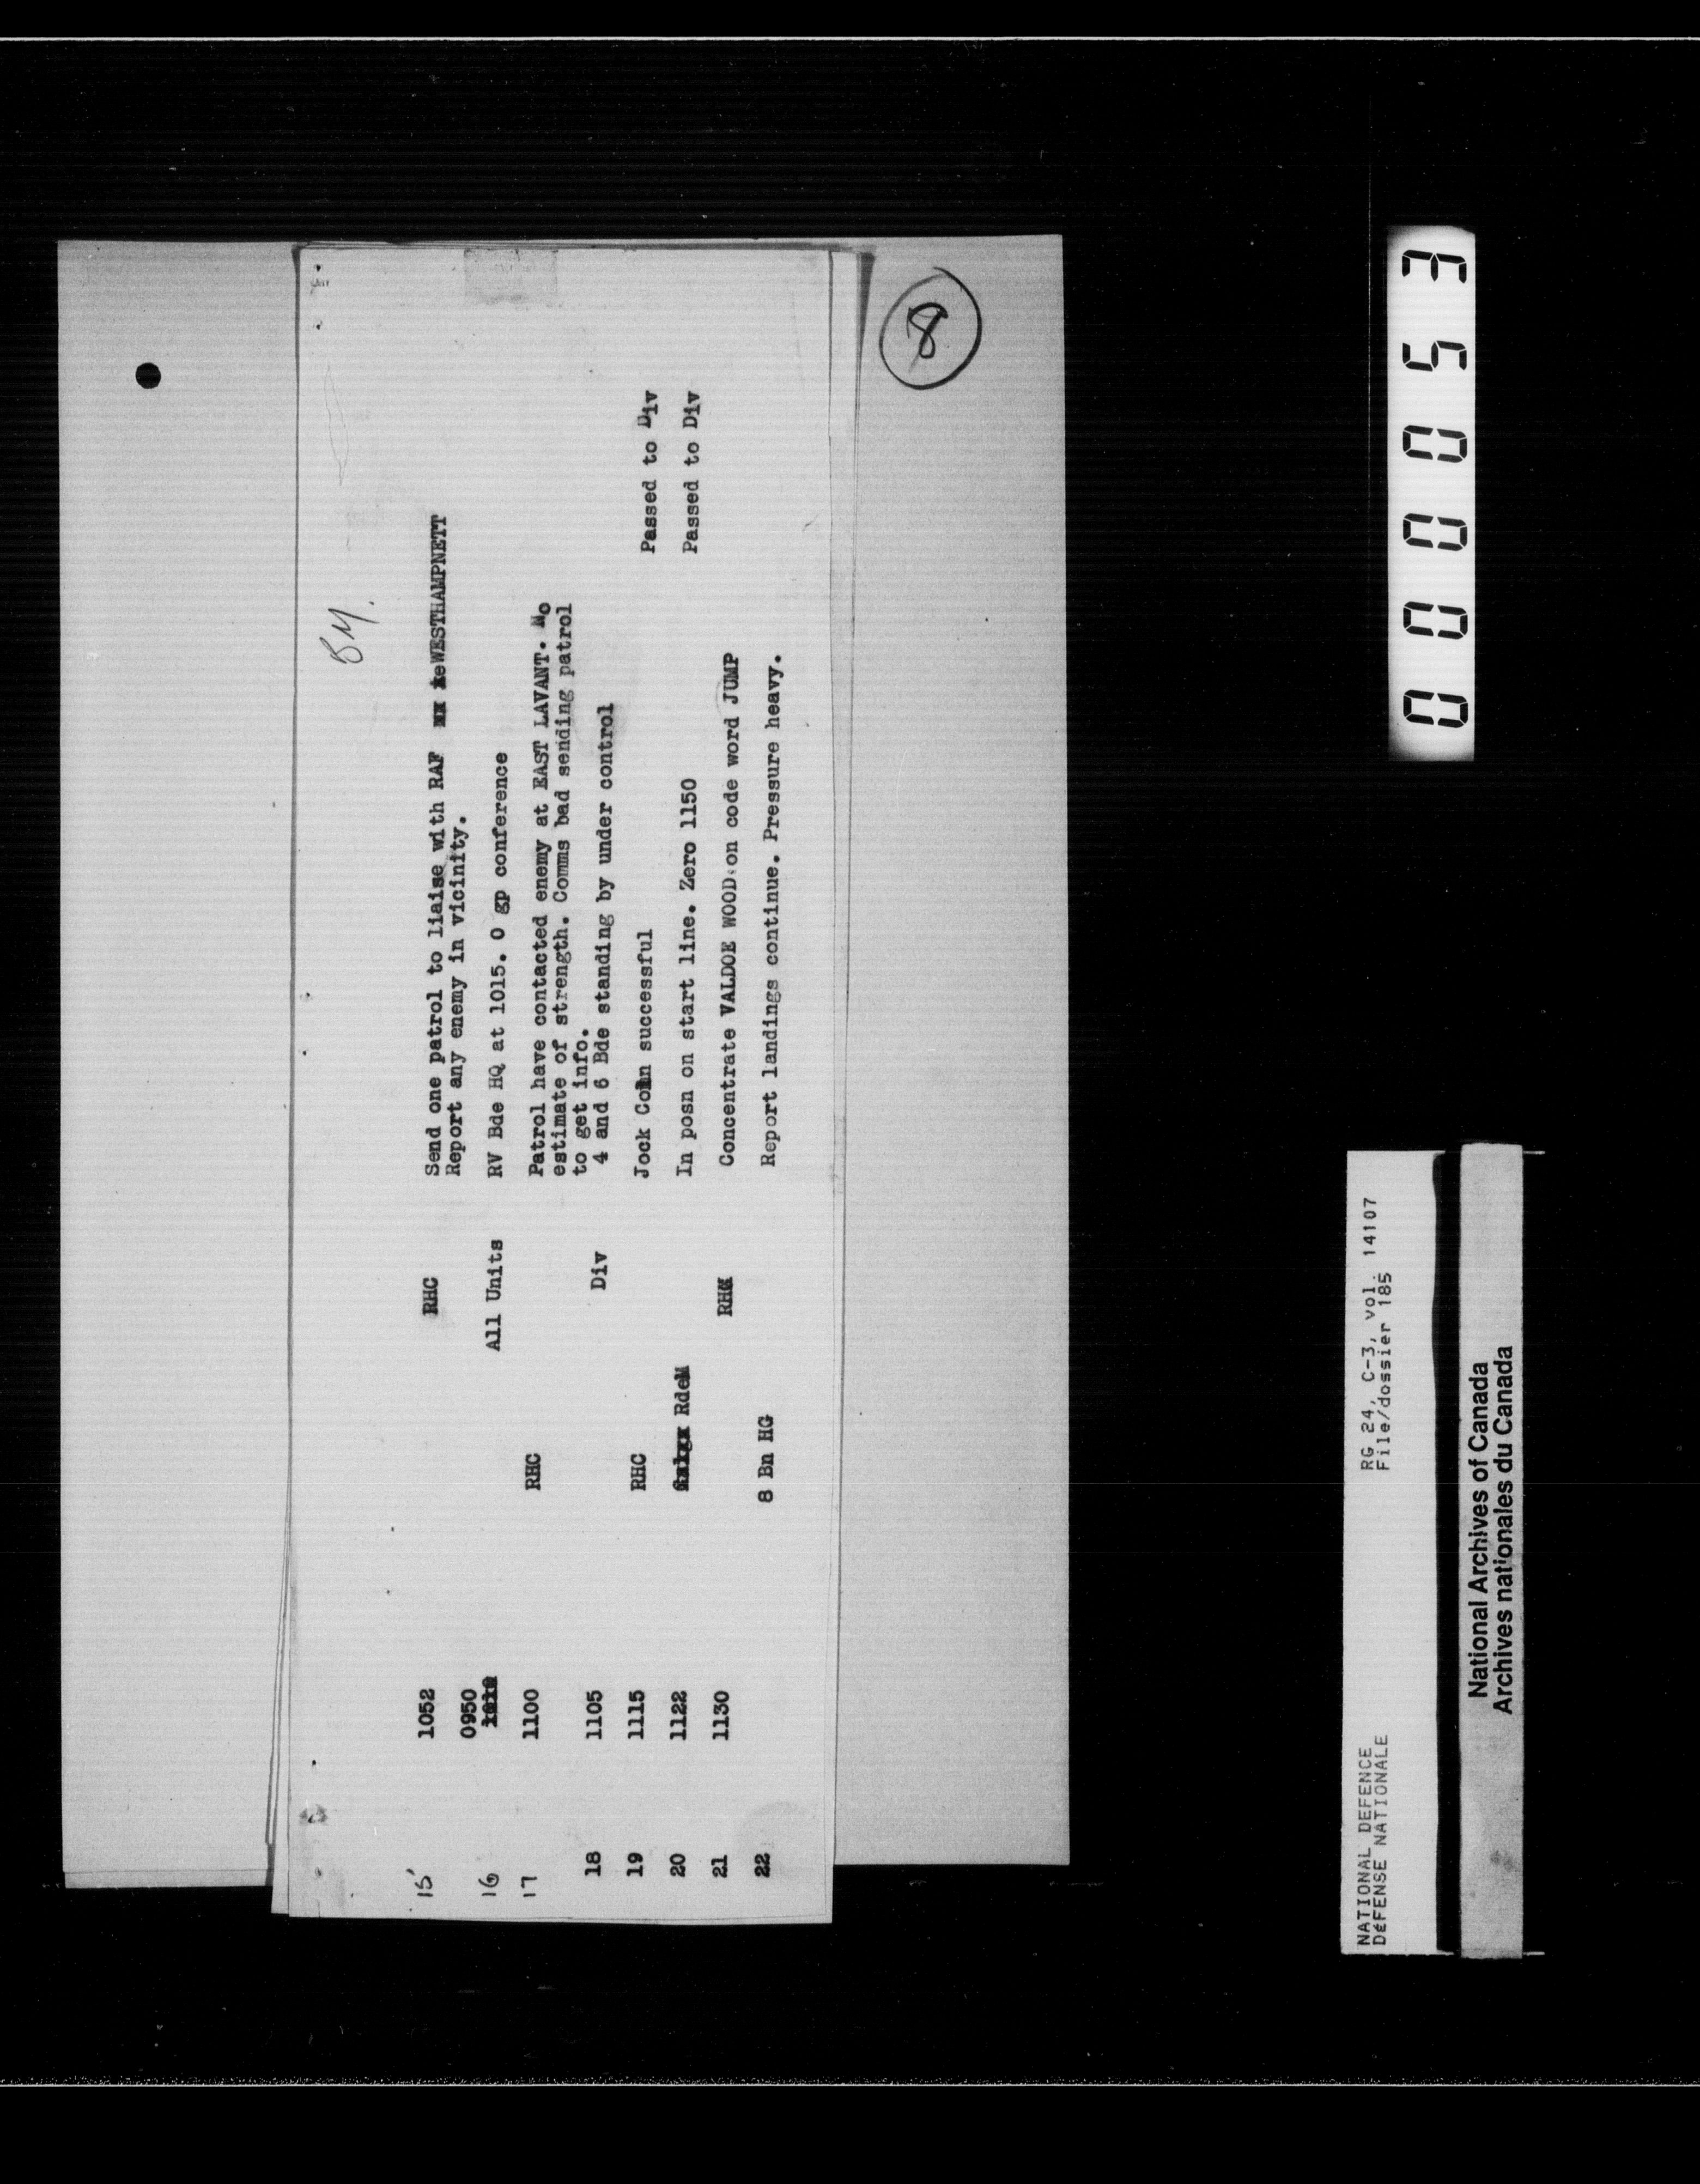 BM.
15 1052 RHC Send one patrol to liaise with RAF WESTHAMPNETT
Report any enemy in vicinity.
0950
16 All Units RV Bde HQ at 1015. O gp conference
17 1100 RHC Patrol have contacted enemy at EAST LAVANT. No
estimate of strength. Comms bad sending patrol
to get info.
18 1105 Div 4 and 6 Bde standing by under control
19 1115 RHC Jock Comn successful Passed to Div
20 1122 RdeM In posn on start line. Zero 1150 Passed to Div
21 1130 RHC Concentrate VALDOE WOOD on code word JUMP
22 8 Bn HG Report landings continue. Pressure heavy.
8
000053
NATIONAL DEFENCE RG 24, C-3, vol. 14107
DéFENSE NATIONALE File/dossier 185
National Archives of Canada
Archives nationales du Canada